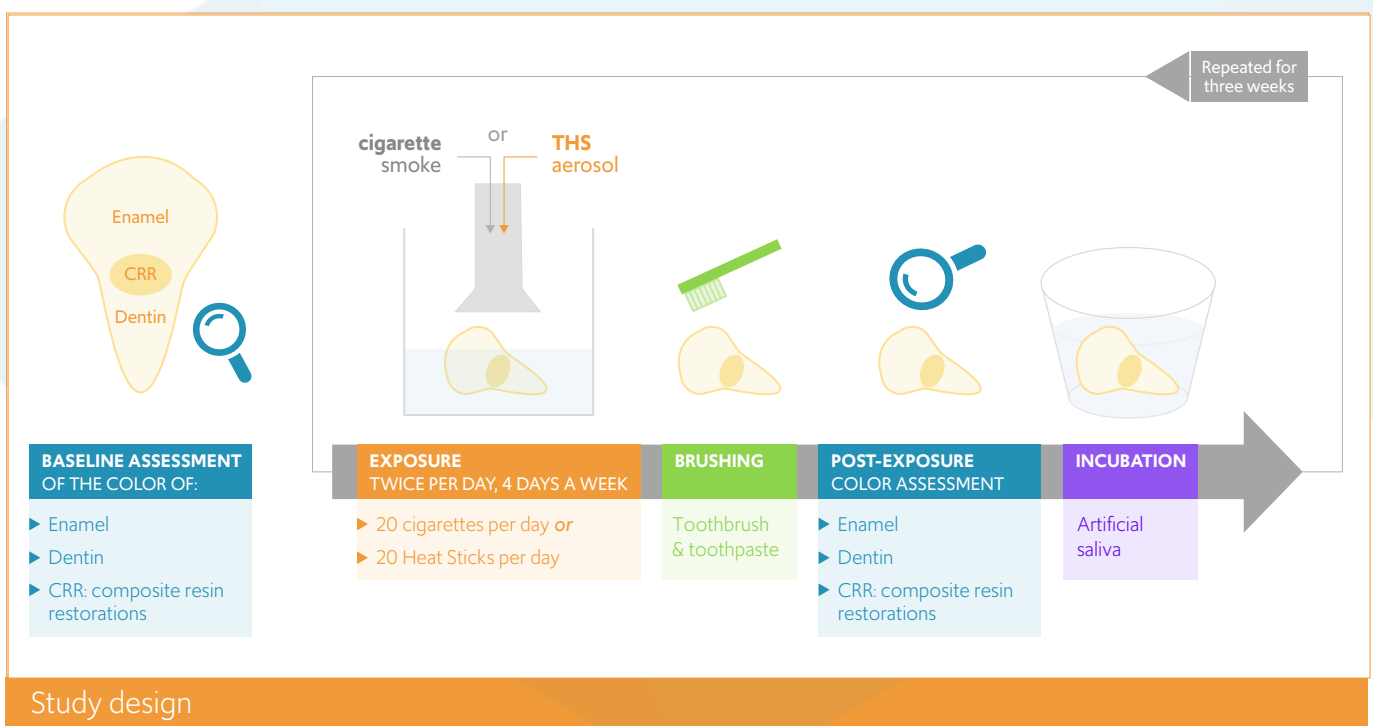 Repeated for
three weeks
cigarette
smoke
or
THS
aerosol
Enamel
CRR
Dentin
BASELINE ASSESSMENT
OF THE COLOR OF:
▶ Enamel
▶ Dentin
▶ CRR: composite resin
restorations
EXPOSURE
TWICE PER DAY, 4 DAYS A WEEK
▶ 20 cigarettes per day or
▶ 20 Heat Sticks per day
BRUSHING
Toothbrush
& toothpaste
POST-EXPOSURE
COLOR ASSESSMENT
▶ Enamel
▶ Dentin
▶ CRR: composite resin
restorations
INCUBATION
Artificial
saliva
Study design